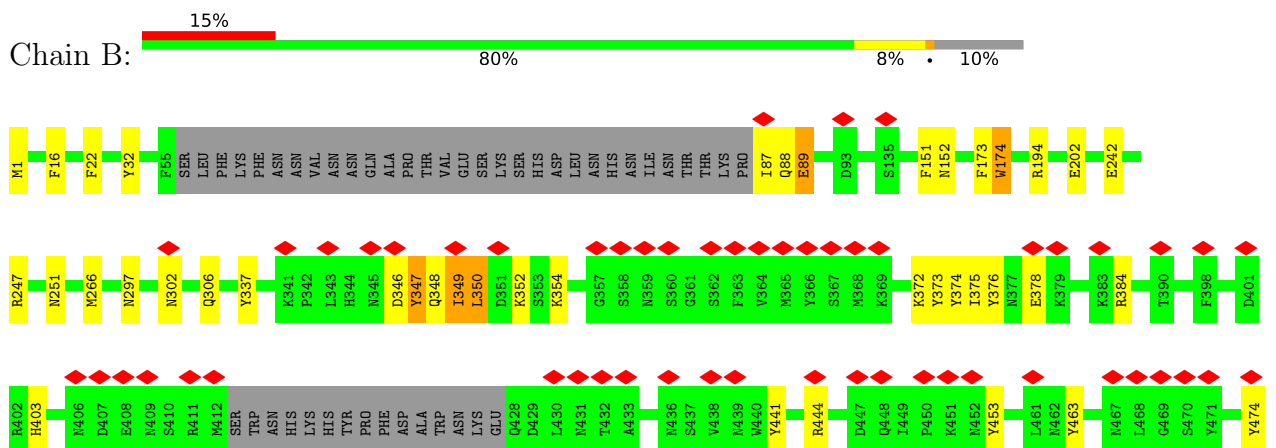 15%
Chain B:
80% 8% • 10%
M1 F16 F22 Y32 F55 SER LEU PHE LYS PHE ASN ASN VAL ASN ASN GLN ALA PRO THR VAL GLU SER LYS SER HIS ASP LEU ASN HIS ASN ILE ASN THR THR LYS PRO I87 Q88 E89 D93 S135 F151 N152 F173 W174 R194 E202 E242
R247 N251 M266 N297 N302 Q306 Y337 K341 P342 L343 H344 N345 D346 Y347 Q348 I349 L350 D351 K352 S353 K354 G357 S358 N359 S360 G361 S362 F363 V364 M365 Y366 S367 M368 K369 K372 Y373 Y374 I375 Y376 N377 E378 K379 K383 R384 T390 F398 D401
R402 H403 N406 D407 E408 N409 S410 R411 M412 SER TRP ASN HIS LYS HIS TYR PRO PHE ASP ALA TRP ASN LYS GLU Q428 D429 L430 N431 T432 A433 N436 S437 V438 N439 W440 Y441 R444 D447 Q448 I449 P450 K451 N452 Y453 L461 N462 Y463 N467 L468 G469 S470 Y471 Y474